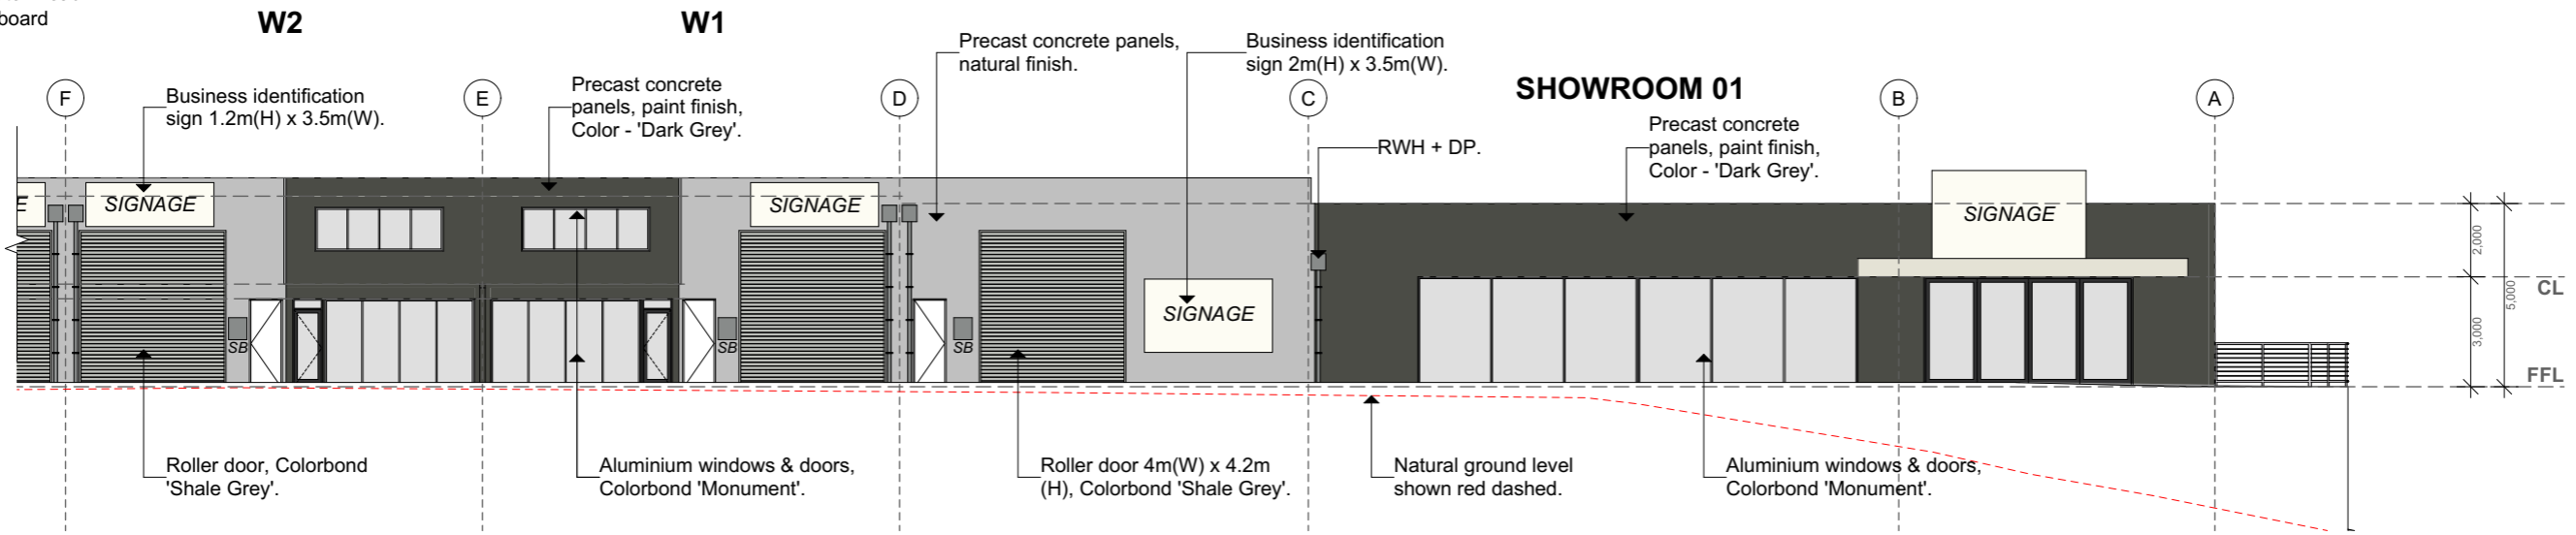 board
W2
W1
Precast concrete panels,
natural finish.
Business identification
sign 2m(H) x 3.5m(W).
SHOWROOM 01
F
Business identification
sign 1.2m(H) x 3.5m(W).
E
Precast concrete
panels, paint finish,
Color - 'Dark Grey'.
D
C
B
A
RWH + DP.
Precast concrete
panels, paint finish,
Color - 'Dark Grey'.
E
SIGNAGE
SIGNAGE
SIGNAGE
SIGNAGE
SB
SB
SB
2,000
3,000
5,000
CL
FFL
Roller door, Colorbond
'Shale Grey'.
Aluminium windows & doors,
Colorbond 'Monument'.
Roller door 4m(W) x 4.2m
(H), Colorbond 'Shale Grey'.
Natural ground level
shown red dashed.
Aluminium windows & doors,
Colorbond 'Monument'.